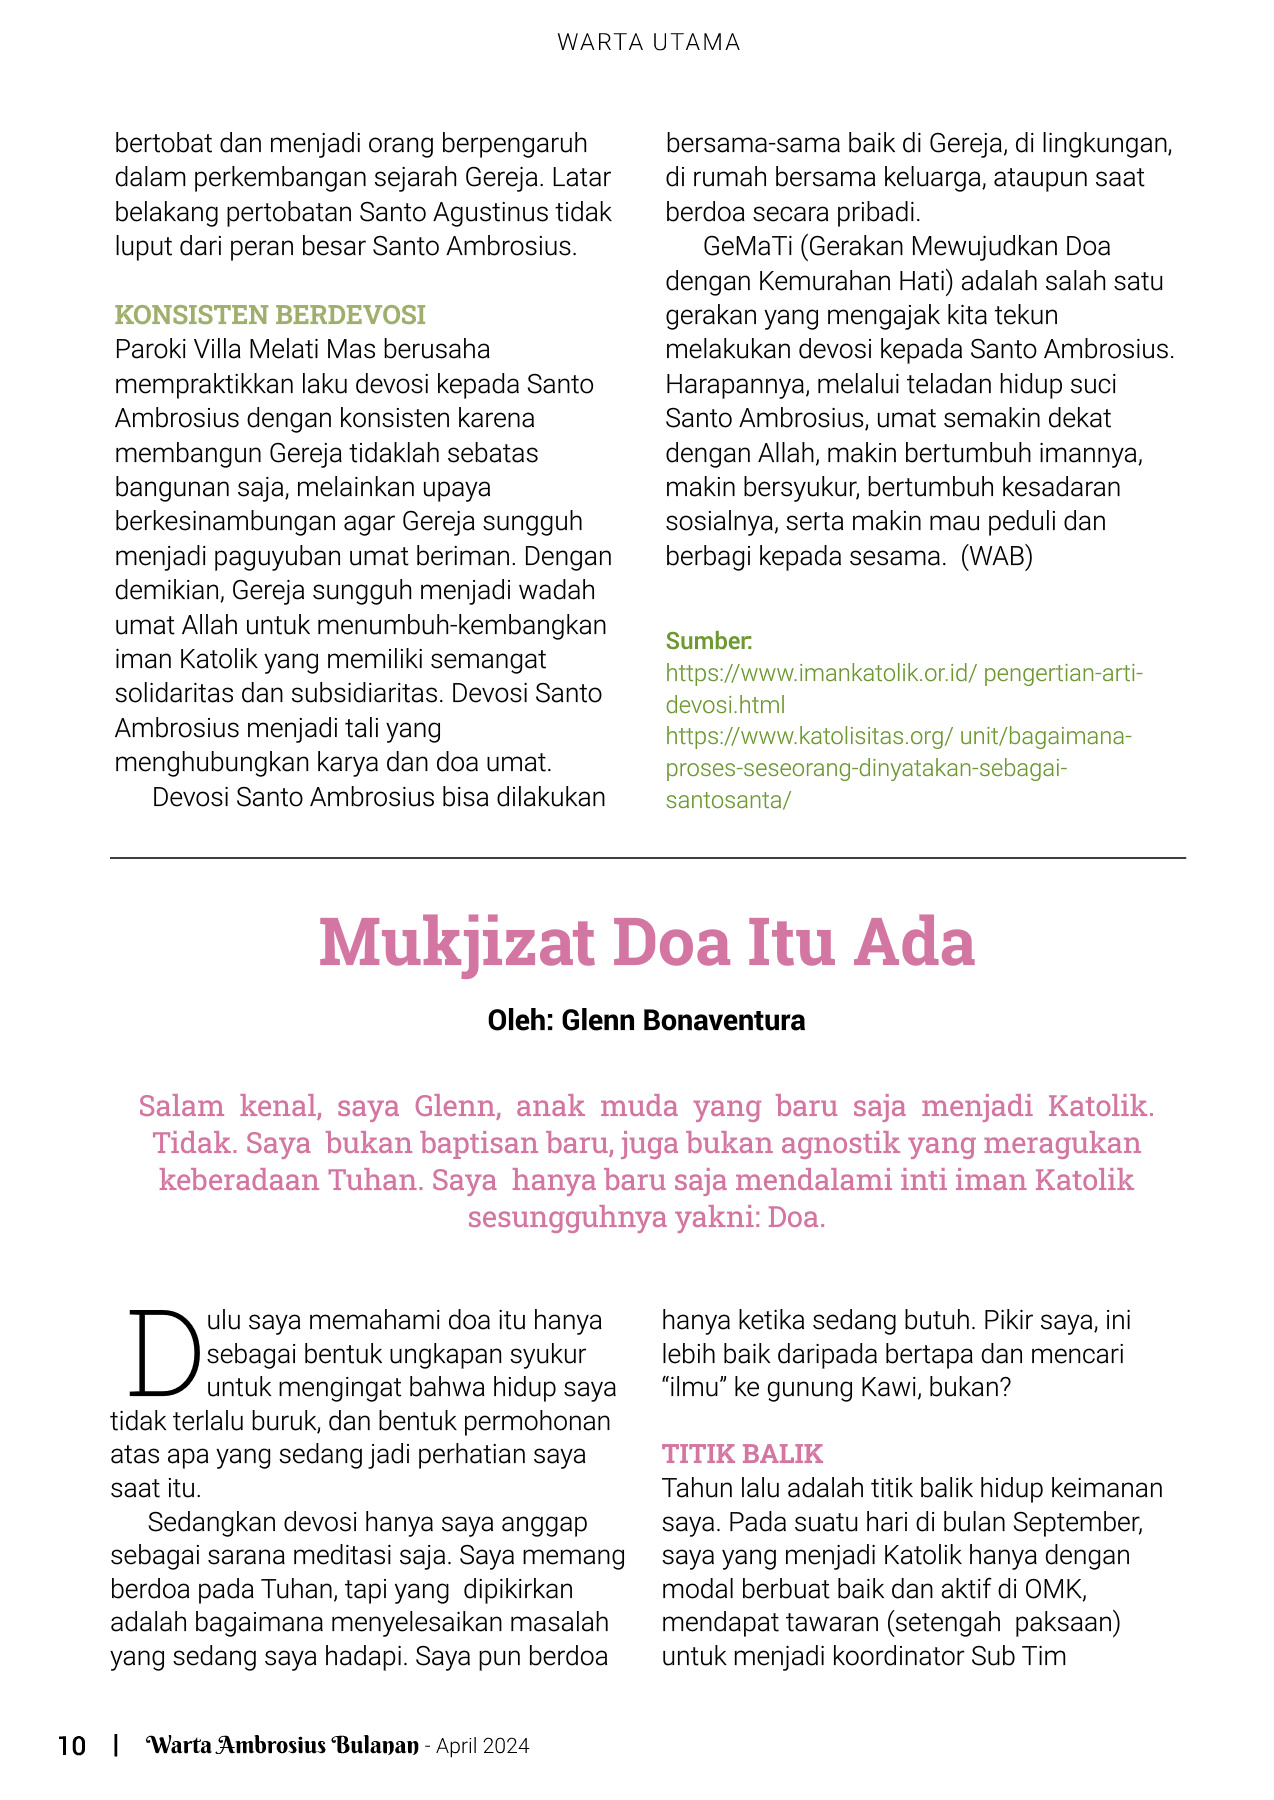 WARTA UTAMA
bertobat dan menjadi orang berpengaruh
dalam perkembangan sejarah Gereja. Latar
belakang pertobatan Santo Agustinus tidak
luput dari peran besar Santo Ambrosius.
KONSISTEN BERDEVOSI
Paroki Villa Melati Mas berusaha
mempraktikkan laku devosi kepada Santo
Ambrosius dengan konsisten karena
membangun Gereja tidaklah sebatas
bangunan saja, melainkan upaya
berkesinambungan agar Gereja sungguh
menjadi paguyuban umat beriman. Dengan
demikian, Gereja sungguh menjadi wadah
umat Allah untuk menumbuh-kembangkan
iman Katolik yang memiliki semangat
solidaritas dan subsidiaritas. Devosi Santo
Ambrosius menjadi tali yang
menghubungkan karya dan doa umat.
Devosi Santo Ambrosius bisa dilakukan
bersama-sama baik di Gereja, di lingkungan,
di rumah bersama keluarga, ataupun saat
berdoa secara pribadi.
GeMaTi (Gerakan Mewujudkan Doa
dengan Kemurahan Hati) adalah salah satu
gerakan yang mengajak kita tekun
melakukan devosi kepada Santo Ambrosius.
Harapannya, melalui teladan hidup suci
Santo Ambrosius, umat semakin dekat
dengan Allah, makin bertumbuh imannya,
makin bersyukur, bertumbuh kesadaran
sosialnya, serta makin mau peduli dan
berbagi kepada sesama.  (WAB)
Sumber:
https://www.imankatolik.or.id/ pengertian-arti-
devosi.html
https://www.katolisitas.org/ unit/bagaimana-
proses-seseorang-dinyatakan-sebagai-
santosanta/
Mukjizat Doa Itu Ada
Oleh: Glenn Bonaventura
Salam kenal, saya Glenn, anak muda yang baru saja menjadi Katolik.
Tidak. Saya  bukan baptisan baru, juga bukan agnostik yang meragukan
keberadaan Tuhan. Saya  hanya baru saja mendalami inti iman Katolik
sesungguhnya yakni: Doa.
Dulu saya memahami doa itu hanya
sebagai bentuk ungkapan syukur
untuk mengingat bahwa hidup saya
tidak terlalu buruk, dan bentuk permohonan
atas apa yang sedang jadi perhatian saya
saat itu.
Sedangkan devosi hanya saya anggap
sebagai sarana meditasi saja. Saya memang
berdoa pada Tuhan, tapi yang  dipikirkan
adalah bagaimana menyelesaikan masalah
yang sedang saya hadapi. Saya pun berdoa
hanya ketika sedang butuh. Pikir saya, ini
lebih baik daripada bertapa dan mencari
“ilmu” ke gunung Kawi, bukan?
TITIK BALIK
Tahun lalu adalah titik balik hidup keimanan
saya. Pada suatu hari di bulan September,
saya yang menjadi Katolik hanya dengan
modal berbuat baik dan aktif di OMK,
mendapat tawaran (setengah  paksaan)
untuk menjadi koordinator Sub Tim
10 | Warta Ambrosius Bulanan - April 2024